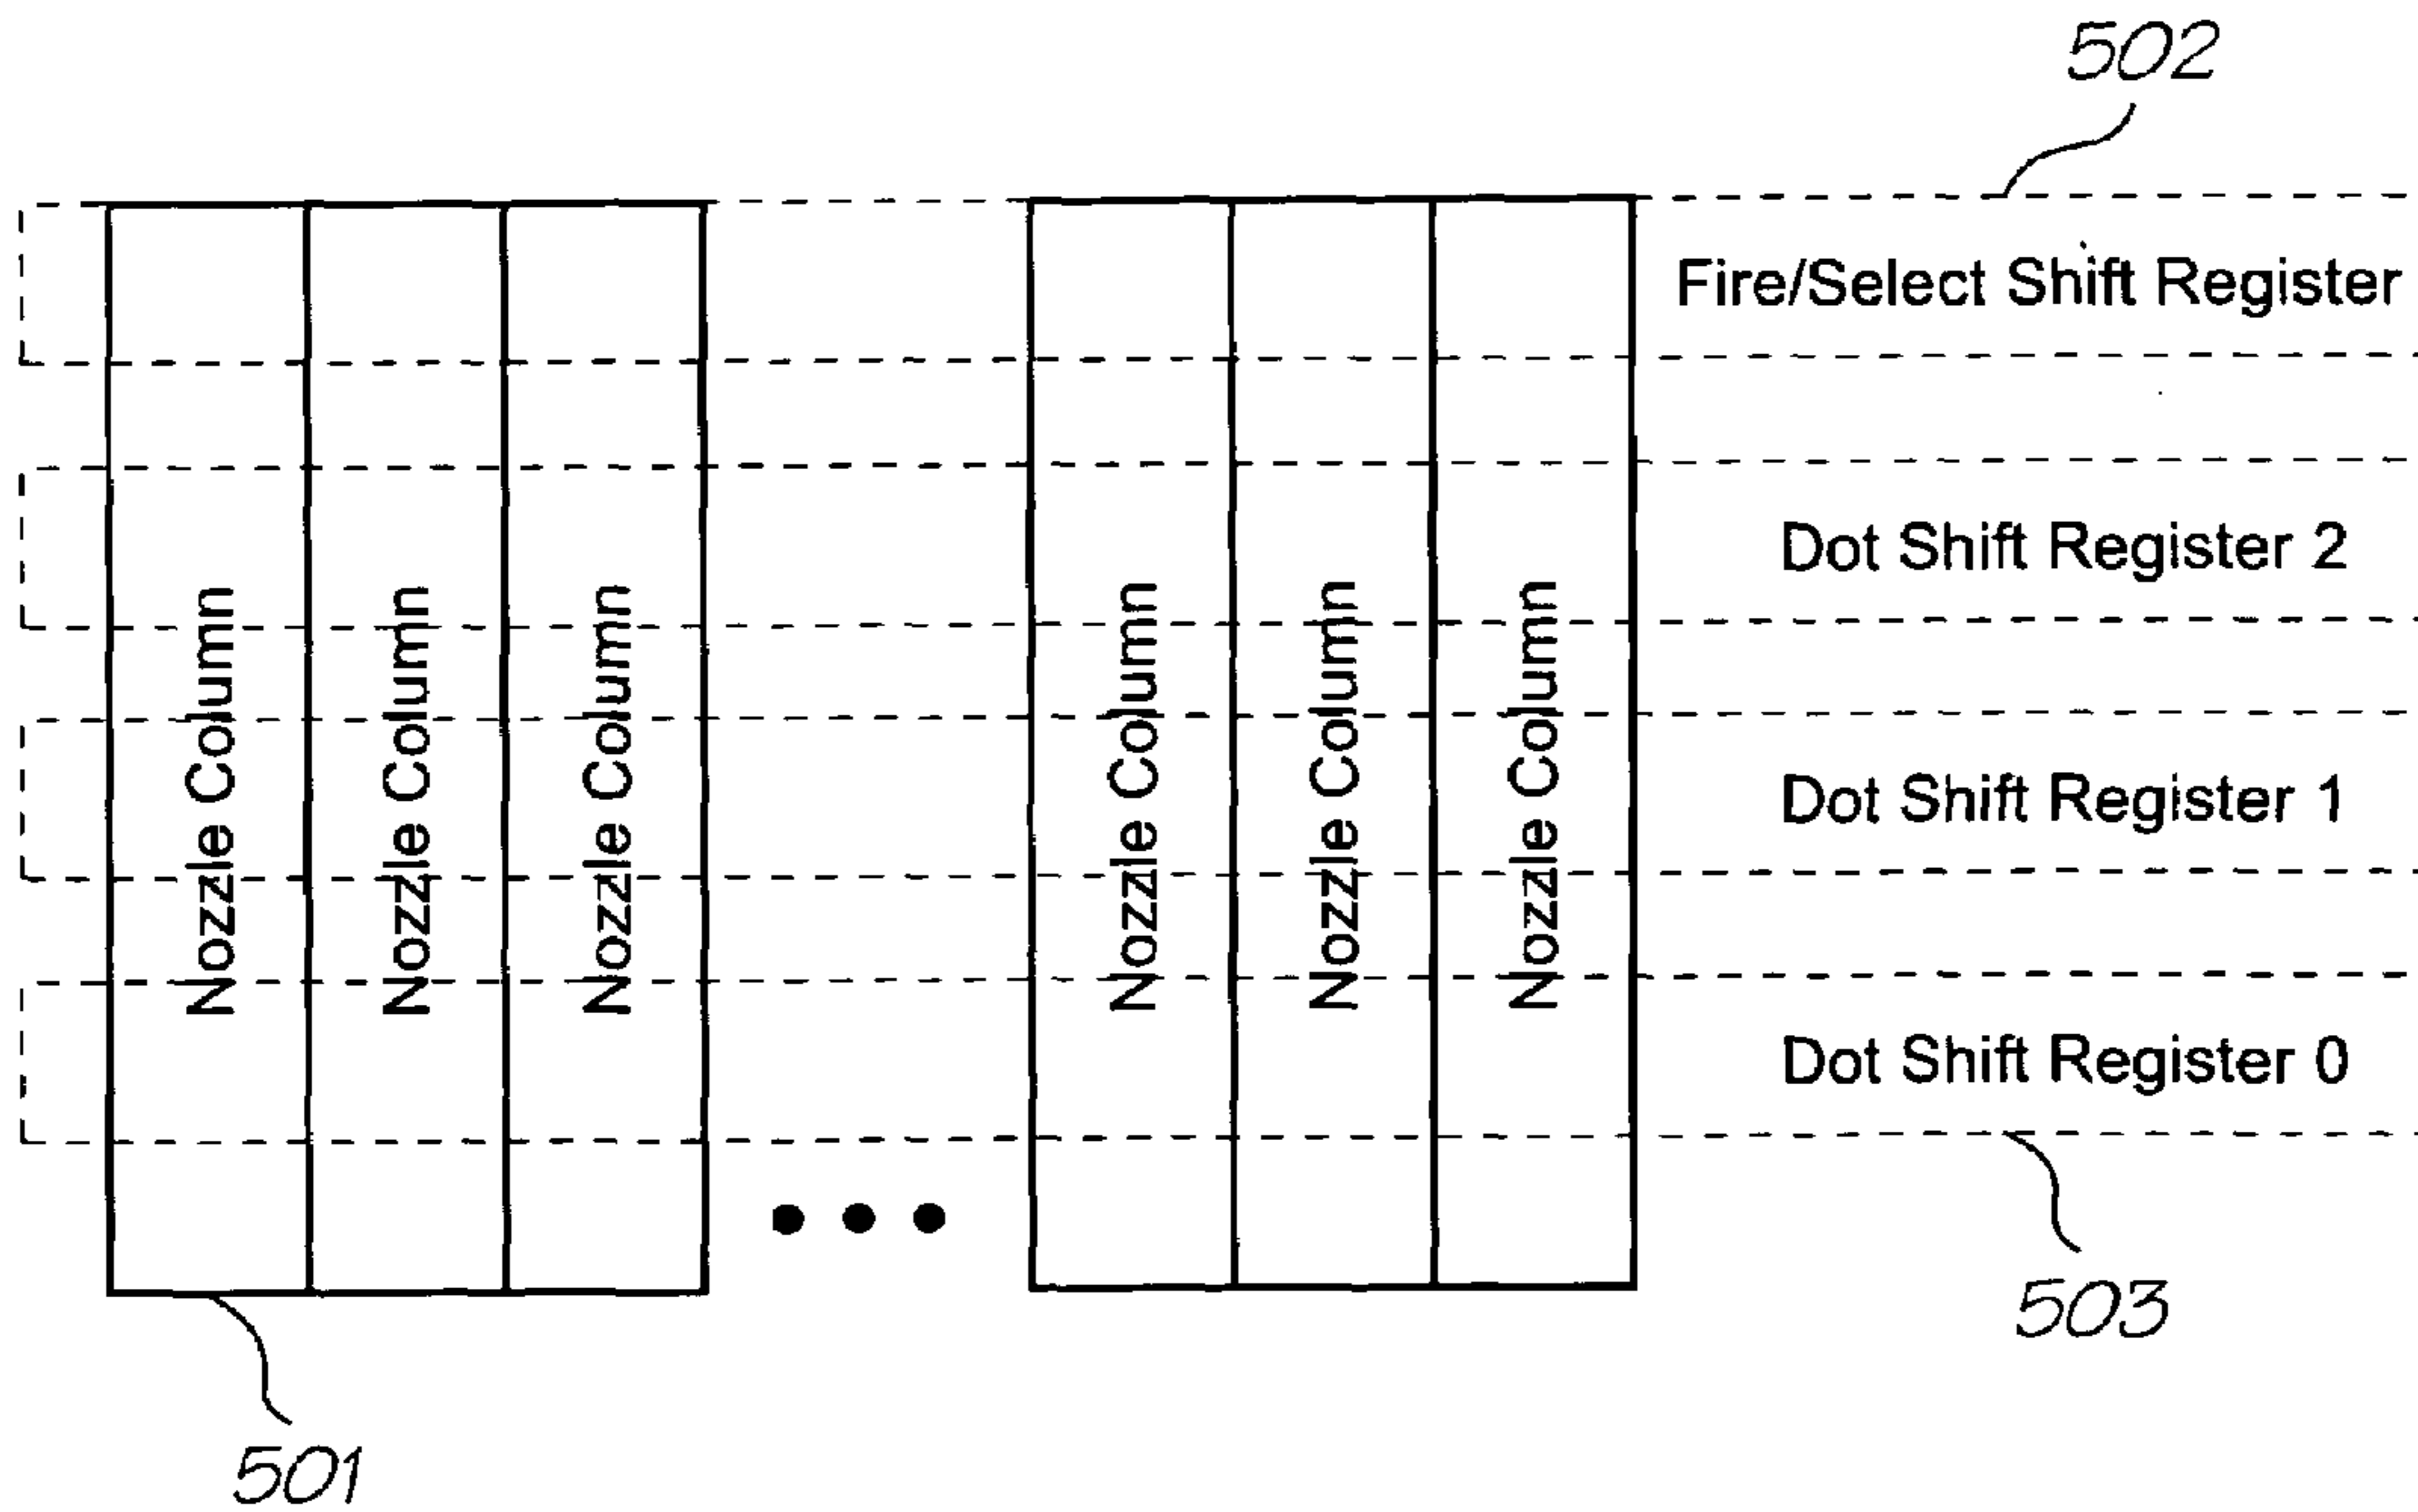 502
Fire/Select Shift Register
Dot Shift Register 2
Nozzle Column
Nozzle Column
Nozzle Column
Nozzle Column
Nozzle Column
Nozzle Column
Dot Shift Register 1
Dot Shift Register 0
503
501